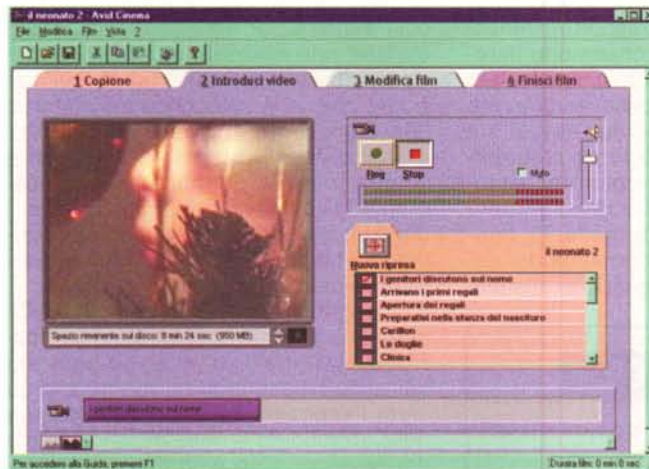 il neonato 2 - Avid Cinema
File Modifica Film Vista ?
1 Copione
2 Introduci video
3 Modifica film
4 Finisci film
Reg Stop
Muto
il neonato 2
Nuova ripresa
I genitori discutono sul nome
Arrivano i primi regali
Apertura dei regali
Preparativi nella stanza del nascituro
Carillon
Le doglie
Clinica
Spazio rimanente sul disco: 8 min 24 sec (950 MB)
I genitori discutono sul nome
Per accedere alla Guida, premere F1
Durata film: 0 min 0 sec